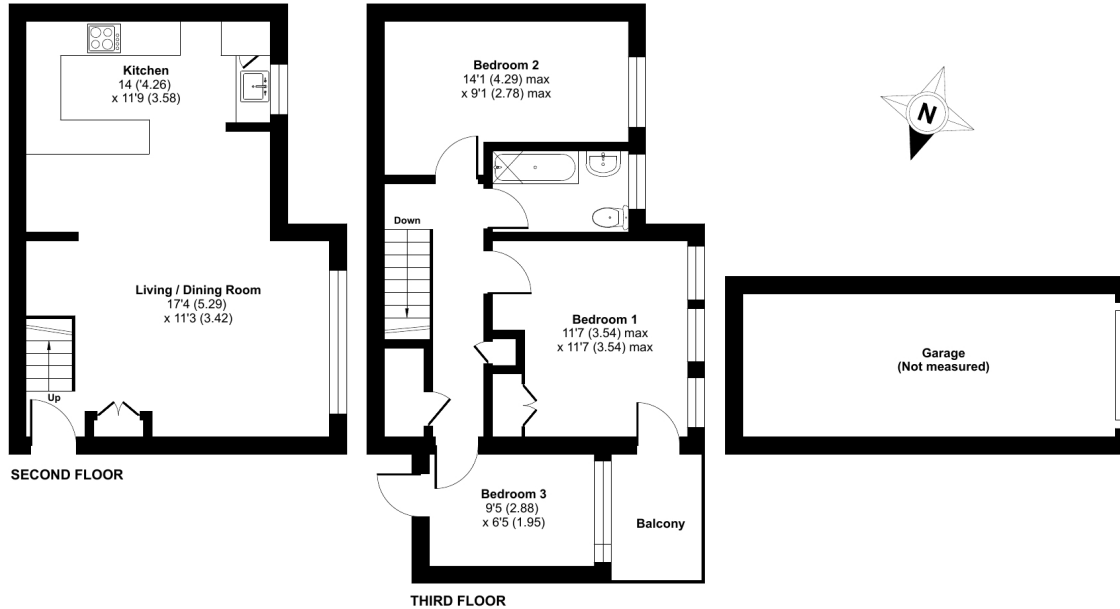 Kitchen
14 ('4.26)
x 11'9 (3.58)
Living / Dining Room
17'4 (5.29)
x 11'3 (3.42)
Up
SECOND FLOOR
Bedroom 2
14'1 (4.29) max
x 9'1 (2.78) max
Down
Bedroom 1
11'7 (3.54) max
x 11'7 (3.54) max
Bedroom 3
9'5 (2.88)
x 6'5 (1.95)
Balcony
THIRD FLOOR
N
Garage
(Not measured)